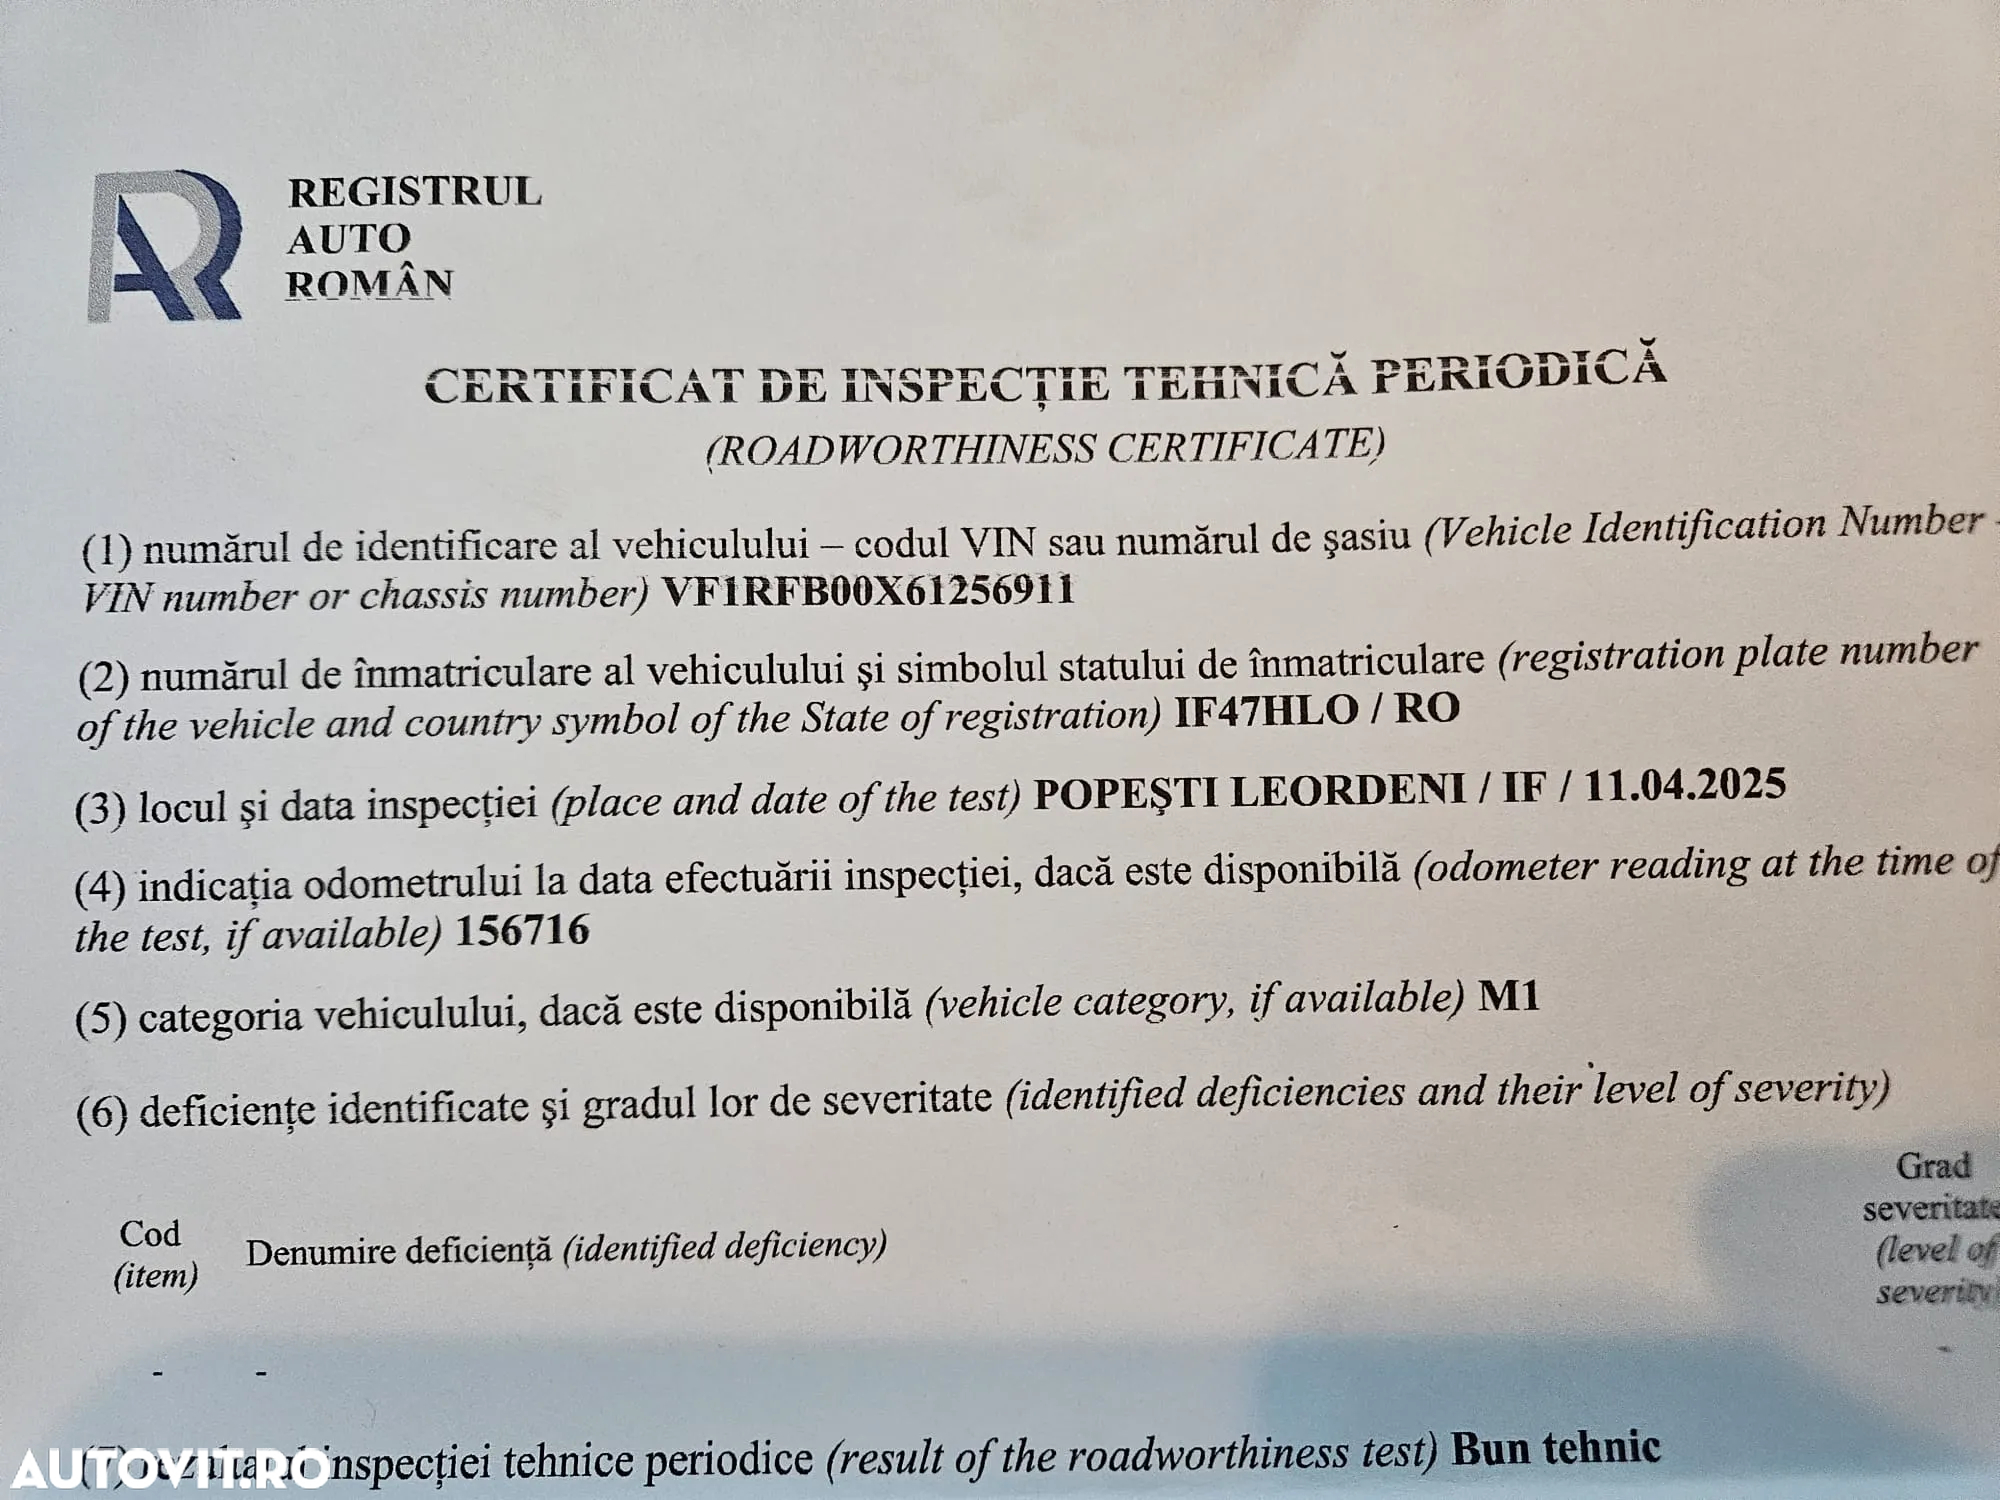 REGISTRUL
AUTO
ROMÂN
CERTIFICAT DE INSPECȚIE TEHNICĂ PERIODICĂ
(ROADWORTHINESS CERTIFICATE)
(1) numărul de identificare al vehiculului – codul VIN sau numărul de şasiu (Vehicle Identification Number -
VIN number or chassis number) VF1RFB00X61256911
(2) numărul de înmatriculare al vehiculului şi simbolul statului de înmatriculare (registration plate number
of the vehicle and country symbol of the State of registration) IF47HLO / RO
(3) locul şi data inspecției (place and date of the test) POPEŞTI LEORDENI / IF / 11.04.2025
(4) indicația odometrului la data efectuării inspecției, dacă este disponibilă (odometer reading at the time of
the test, if available) 156716
(5) categoria vehiculului, dacă este disponibilă (vehicle category, if available) M1
(6) deficiențe identificate şi gradul lor de severitate (identified deficiencies and their level of severity)
Grad
severitate
(level of
severity)
Cod
(item)
Denumire deficiență (identified deficiency)
- - -
inspecției tehnice periodice (result of the roadworthiness test) Bun tehnic
AUTOVIT.RO